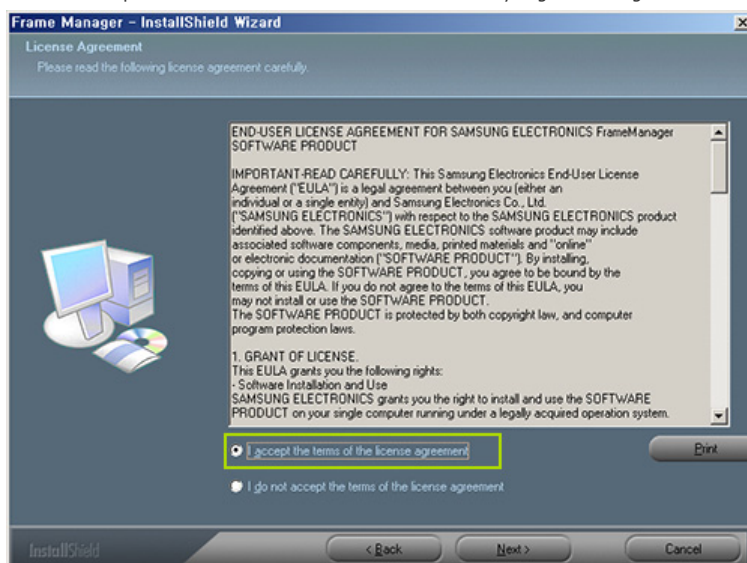 Frame Manager - InstallShield Wizard
License Agreement
Please read the following license agreement carefully.
END-USER LICENSE AGREEMENT FOR SAMSUNG ELECTRONICS FrameManager
SOFTWARE PRODUCT
IMPORTANT-READ CAREFULLY: This Samsung Electronics End-User License
Agreement ("EULA") is a legal agreement between you (either an
individual or a single entity) and Samsung Electronics Co., Ltd.
("SAMSUNG ELECTRONICS") with respect to the SAMSUNG ELECTRONICS product
identified above. The SAMSUNG ELECTRONICS software product may include
associated software components, media, printed materials and "online"
or electronic documentation ("SOFTWARE PRODUCT"). By installing,
copying or using the SOFTWARE PRODUCT, you agree to be bound by the
terms of this EULA. If you do not agree to the terms of this EULA, you
may not install or use the SOFTWARE PRODUCT.
The SOFTWARE PRODUCT is protected by both copyright law, and computer
program protection laws.
1. GRANT OF LICENSE.
This EULA grants you the following rights:
- Software Installation and Use
SAMSUNG ELECTRONICS grants you the right to install and use the SOFTWARE
PRODUCT on your single computer running under a legally acquired operation system.
I accept the terms of the license agreement
Print
I do not accept the terms of the license agreement
InstallShield
< Back
Next >
Cancel